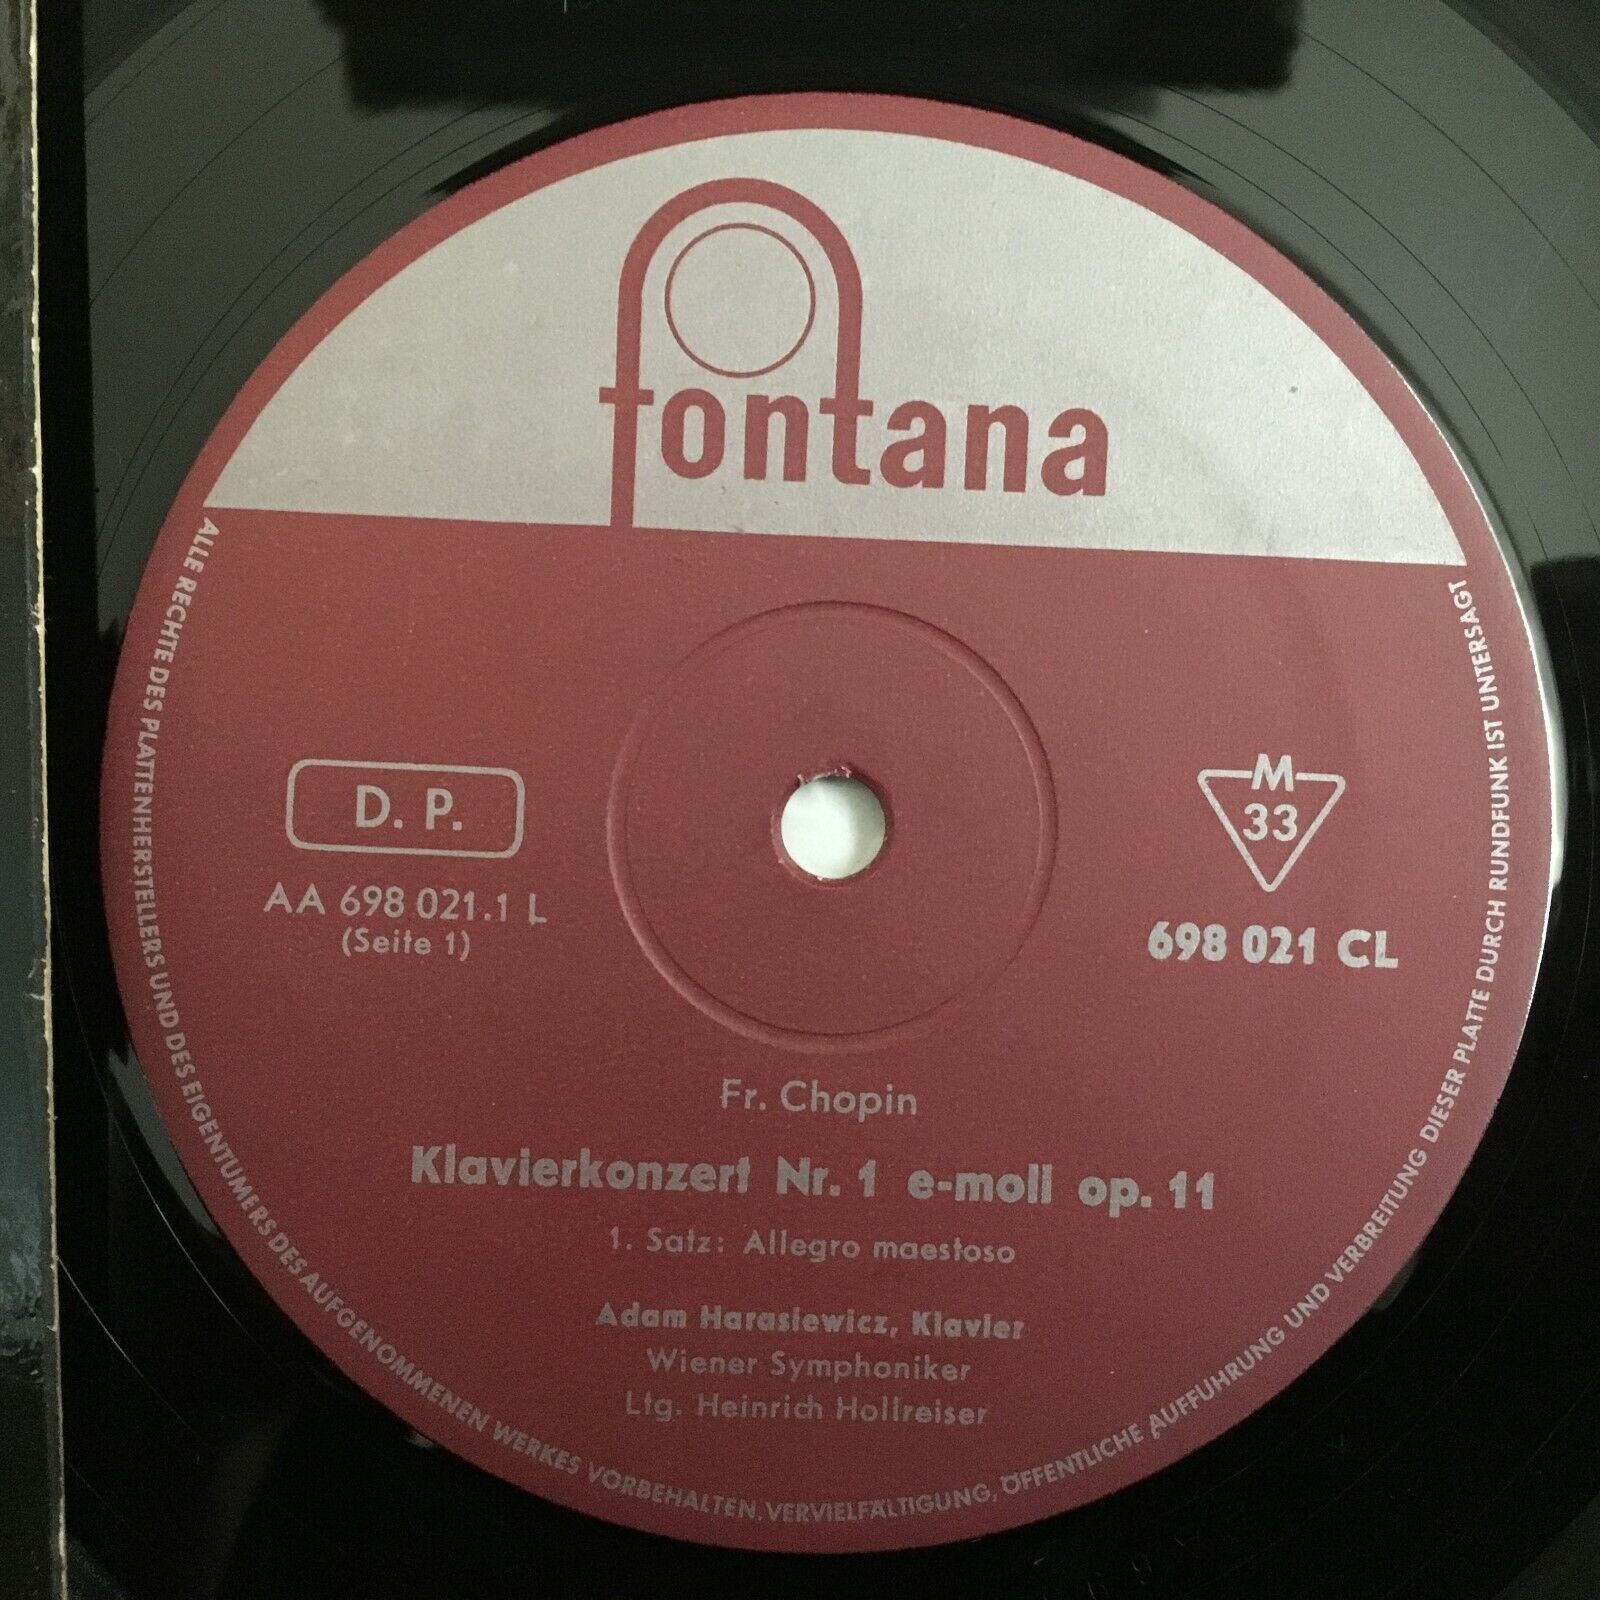 fontana
D. P.
AA 698 021.1 L
(Seite 1)
M
33
698 021 CL
Fr. Chopin
Klavierkonzert Nr. 1 e-moll op. 11
1. Satz: Allegro maestoso
Adam Harasiewicz, Klavier
Wiener Symphoniker
Ltg. Heinrich Hollreiser
ALLE RECHTE DES PLATTENHERSTELLERS UND DES EIGENTUMERS DES AUFGENOMMENEN WERKES VORBEHALTEN. VERVIELFÄLTIGUNG, ÖFFENTLICHE AUFFUHRUNG UND VERBREITUNG DIESER PLATTE DURCH RUNDFUNK IST UNTERSAGT